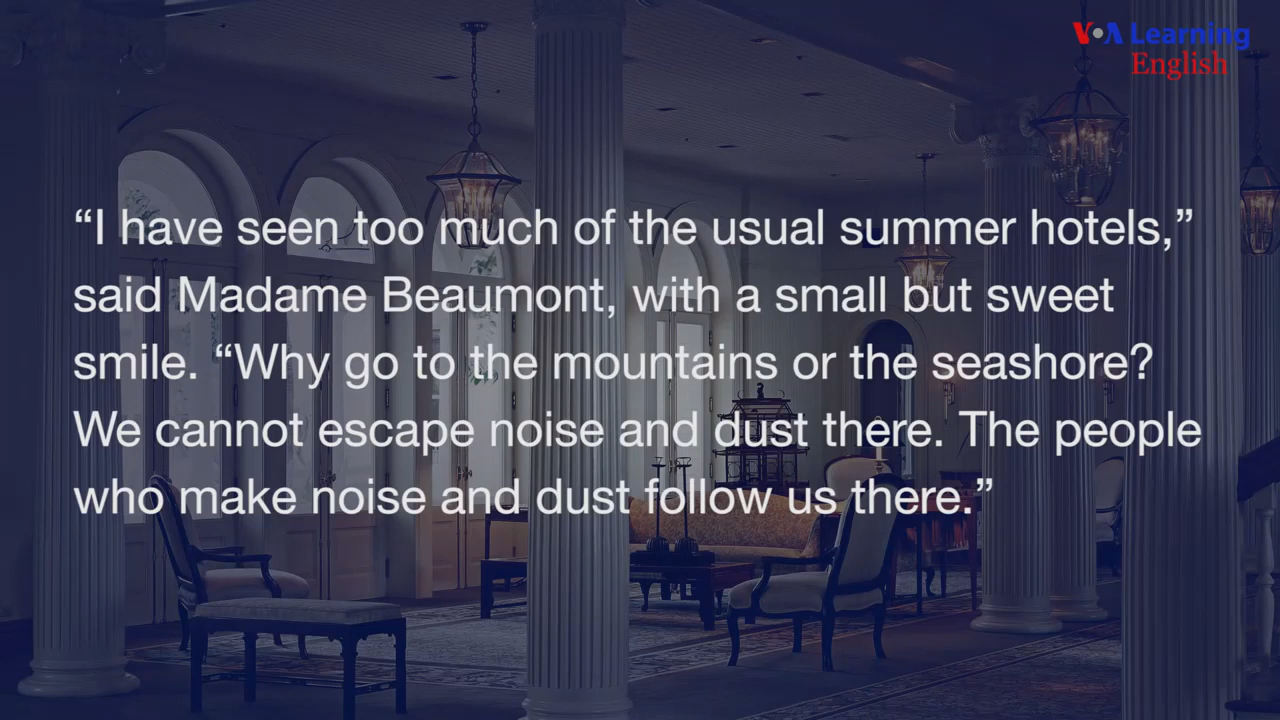 VOA Learning
English
“I have seen too much of the usual summer hotels,”
said Madame Beaumont, with a small but sweet
smile. “Why go to the mountains or the seashore?
We cannot escape noise and dust there. The people
who make noise and dust follow us there.”